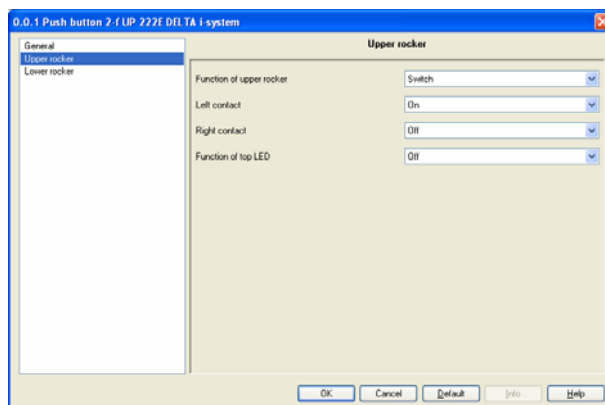 0.0.1 Push button 2-f UP 222E DELTA i-system
General
Upper rocker
Lower rocker
Upper rocker
Function of upper rocker Switch
Left contact On
Right contact Off
Function of top LED Off
OK Cancel Default Info Help